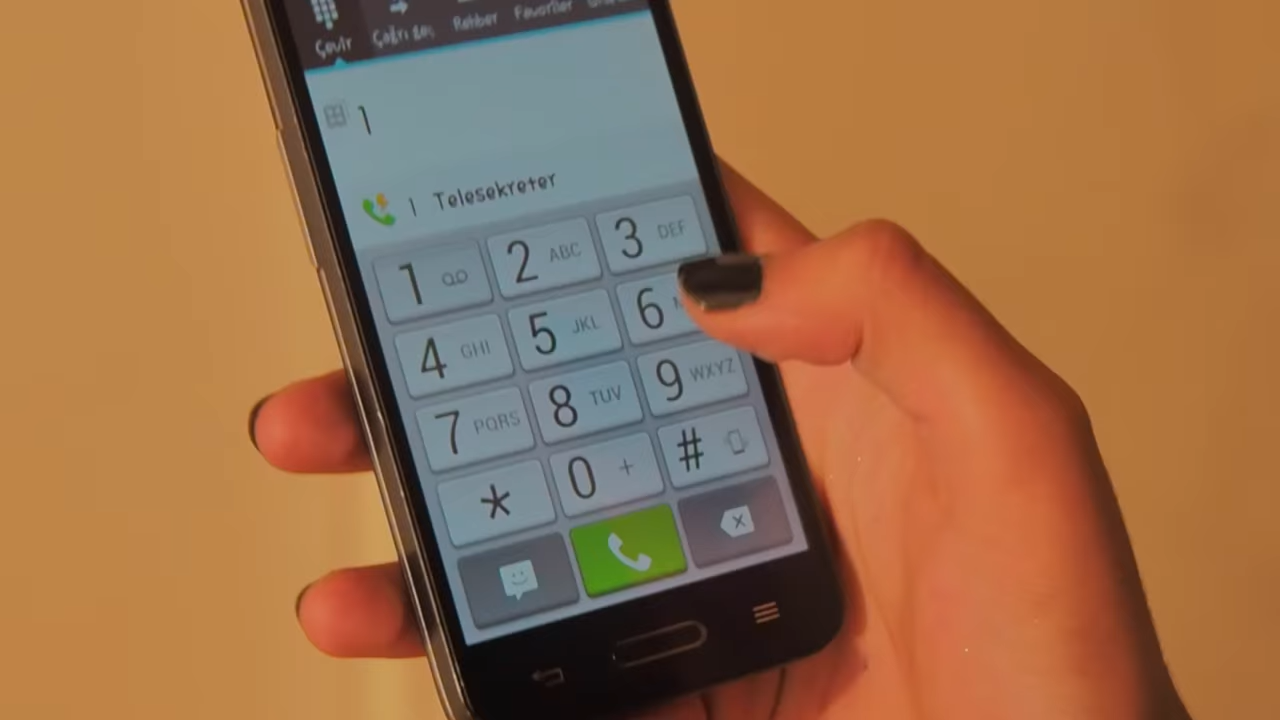 Çevir Rehber Favoriler
1
1 Telesekreter
1 2 ABC 3 DEF
4 GHI 5 JKL 6
7 PQRS 8 TUV 9 WXYZ
* 0 + #